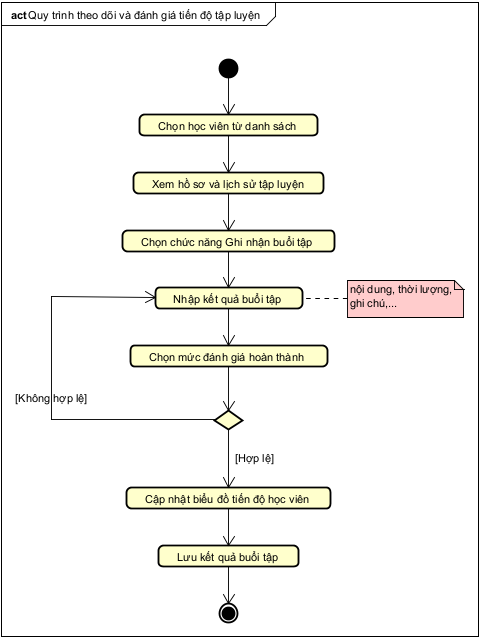 act Quy trình theo dõi và đánh giá tiến độ tập luyện
Chọn học viên từ danh sách
Xem hồ sơ và lịch sử tập luyện
Chọn chức năng Ghi nhận buổi tập
Nhập kết quả buổi tập
nội dung, thời lượng,
ghi chú,...
Chọn mức đánh giá hoàn thành
[Không hợp lệ]
[Hợp lệ]
Cập nhật biểu đồ tiến độ học viên
Lưu kết quả buổi tập